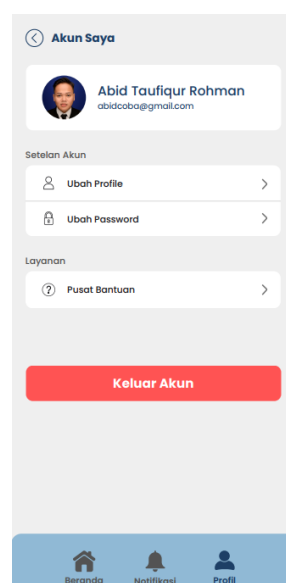 Akun Saya
Abid Taufiqur Rohman
abidcoba@gmail.com
Setelan Akun
Ubah Profile
Ubah Password
Layanan
Pusat Bantuan
Keluar Akun
Beranda Notifikasi Profil